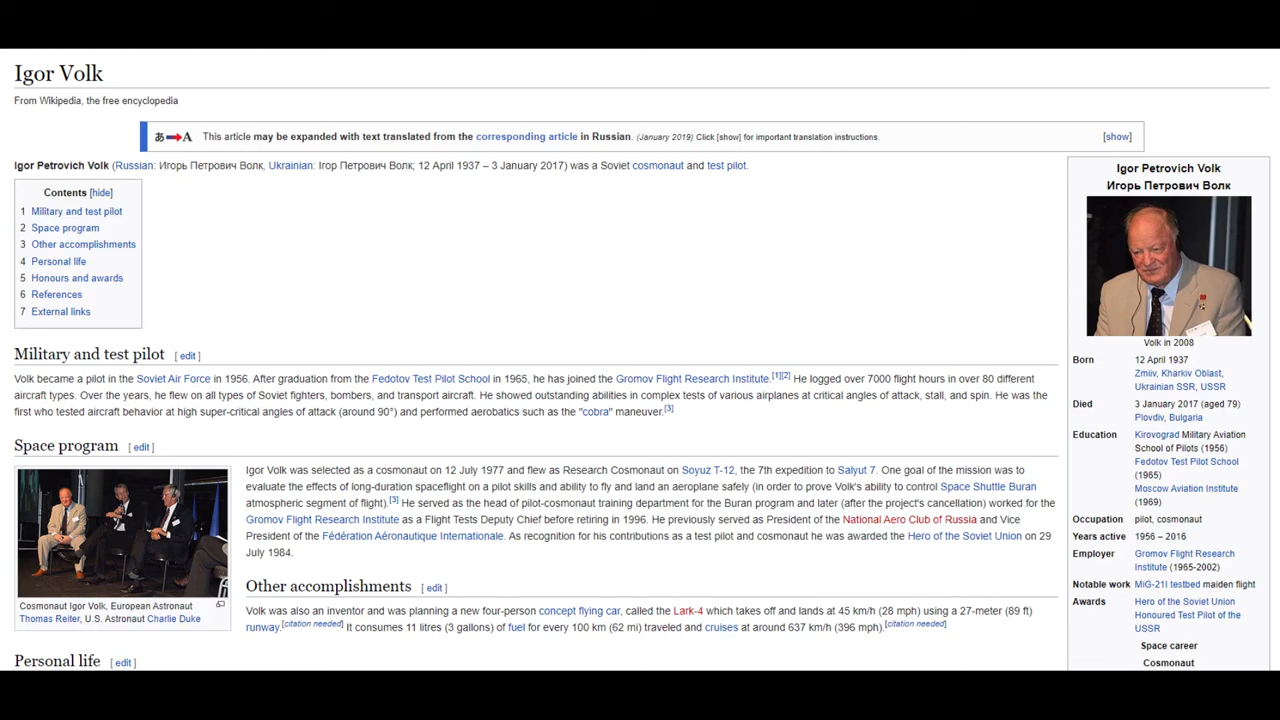 Igor Volk
From Wikipedia, the free encyclopedia
あ A This article may be expanded with text translated from the corresponding article in Russian. (January 2019) Click [show] for important translation instructions. [show]
Igor Petrovich Volk (Russian: Игорь Петрович Волк, Ukrainian: Ігор Петрович Волк; 12 April 1937 – 3 January 2017) was a Soviet cosmonaut and test pilot.
Contents [hide]
1 Military and test pilot
2 Space program
3 Other accomplishments
4 Personal life
5 Honours and awards
6 References
7 External links
Military and test pilot [ edit ]
Volk became a pilot in the Soviet Air Force in 1956. After graduation from the Fedotov Test Pilot School in 1965, he has joined the Gromov Flight Research Institute.[1][2] He logged over 7000 flight hours in over 80 different
aircraft types. Over the years, he flew on all types of Soviet fighters, bombers, and transport aircraft. He showed outstanding abilities in complex tests of various airplanes at critical angles of attack, stall, and spin. He was the
first who tested aircraft behavior at high super-critical angles of attack (around 90°) and performed aerobatics such as the "cobra" maneuver.[3]
Space program [ edit ]
Igor Volk was selected as a cosmonaut on 12 July 1977 and flew as Research Cosmonaut on Soyuz T-12, the 7th expedition to Salyut 7. One goal of the mission was to
evaluate the effects of long-duration spaceflight on a pilot skills and ability to fly and land an aeroplane safely (in order to prove Volk's ability to control Space Shuttle Buran
atmospheric segment of flight).[3] He served as the head of pilot-cosmonaut training department for the Buran program and later (after the project's cancellation) worked for the
Gromov Flight Research Institute as a Flight Tests Deputy Chief before retiring in 1996. He previously served as President of the National Aero Club of Russia and Vice
President of the Fédération Aéronautique Internationale. As recognition for his contributions as a test pilot and cosmonaut he was awarded the Hero of the Soviet Union on 29
July 1984.
Cosmonaut Igor Volk, European Astronaut
Thomas Reiter, U.S. Astronaut Charlie Duke
Other accomplishments [ edit ]
Volk was also an inventor and was planning a new four-person concept flying car, called the Lark-4 which takes off and lands at 45 km/h (28 mph) using a 27-meter (89 ft)
runway.[citation needed] It consumes 11 litres (3 gallons) of fuel for every 100 km (62 mi) traveled and cruises at around 637 km/h (396 mph).[citation needed]
Personal life [ edit ]
Igor Petrovich Volk
Игорь Петрович Волк
Volk in 2008
Born 12 April 1937
Zmiiv, Kharkiv Oblast,
Ukrainian SSR, USSR
Died 3 January 2017 (aged 79)
Plovdiv, Bulgaria
Education Kirovograd Military Aviation
School of Pilots (1956)
Fedotov Test Pilot School
(1965)
Moscow Aviation Institute
(1969)
Occupation pilot, cosmonaut
Years active 1956 – 2016
Employer Gromov Flight Research
Institute (1965-2002)
Notable work MiG-21I testbed maiden flight
Awards Hero of the Soviet Union
Honoured Test Pilot of the
USSR
Space career
Cosmonaut